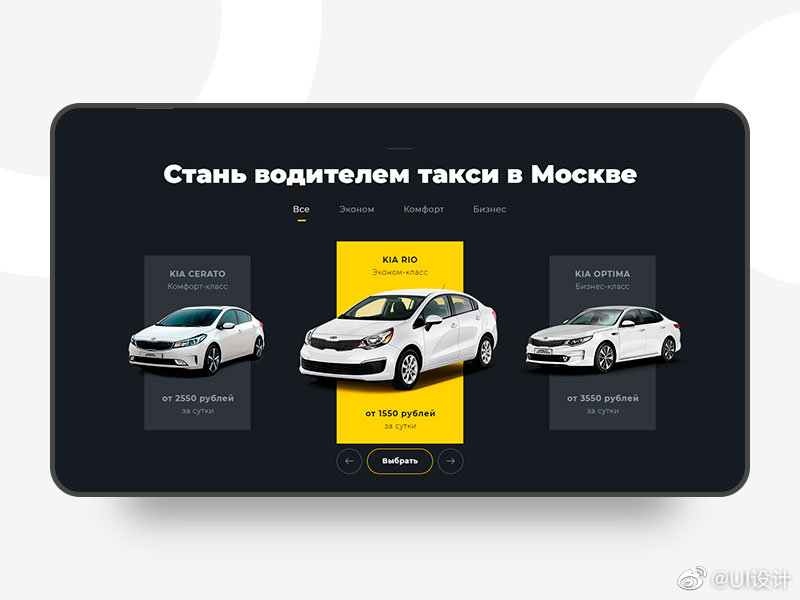 Стань водителем такси в Москве
Все Эконом Комфорт Бизнес
KIA CERATO
Комфорт-класс
от 2550 рублей
за сутки
KIA RIO
Эконом-класс
от 1550 рублей
за сутки
KIA OPTIMA
Бизнес-класс
от 3550 рублей
за сутки
Выбрать
@UI设计